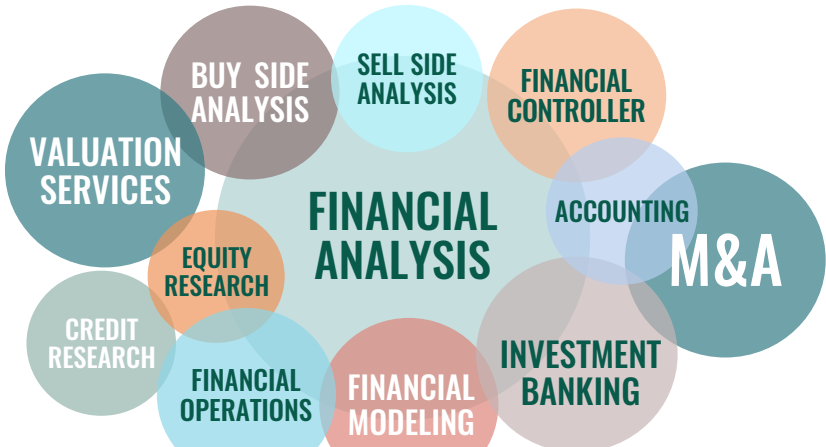 BUY SIDE
ANALYSIS
SELL SIDE
ANALYSIS
FINANCIAL
CONTROLLER
VALUATION
SERVICES
FINANCIAL
ANALYSIS
ACCOUNTING
M&A
EQUITY
RESEARCH
CREDIT
RESEARCH
FINANCIAL
OPERATIONS
FINANCIAL
MODELING
INVESTMENT
BANKING